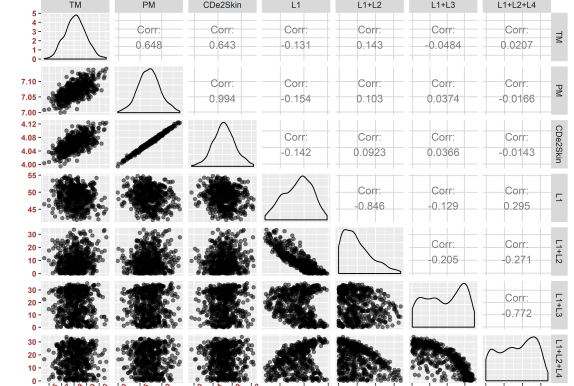 TM PM CDe2Skin L1 L1+L2 L1+L3 L1+L2+L4
5
4
3
2
1
0
Corr:
0.648
Corr:
0.643
Corr:
-0.131
Corr:
0.143
Corr:
-0.0484
Corr:
0.0207
TM
7.10
7.05
7.00
Corr:
0.994
Corr:
-0.154
Corr:
0.103
Corr:
0.0374
Corr:
-0.0166
PM
4.12
4.08
4.04
4.00
Corr:
-0.142
Corr:
0.0923
Corr:
0.0366
Corr:
-0.0143
CDe2Skin
55
50
45
Corr:
-0.846
Corr:
-0.129
Corr:
0.295
L1
30
20
10
0
Corr:
-0.205
Corr:
-0.271
L1+L2
30
20
10
0
Corr:
-0.772
L1+L3
30
20
10
0
L1+L2+L4